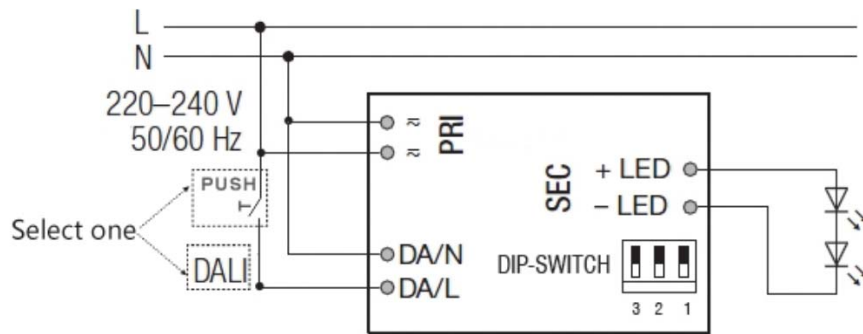 L
N
220–240 V
50/60 Hz
PUSH
Select one
DALI
≂ PRI
≂
SEC
+ LED
– LED
DA/N
DA/L
DIP-SWITCH
3 2 1